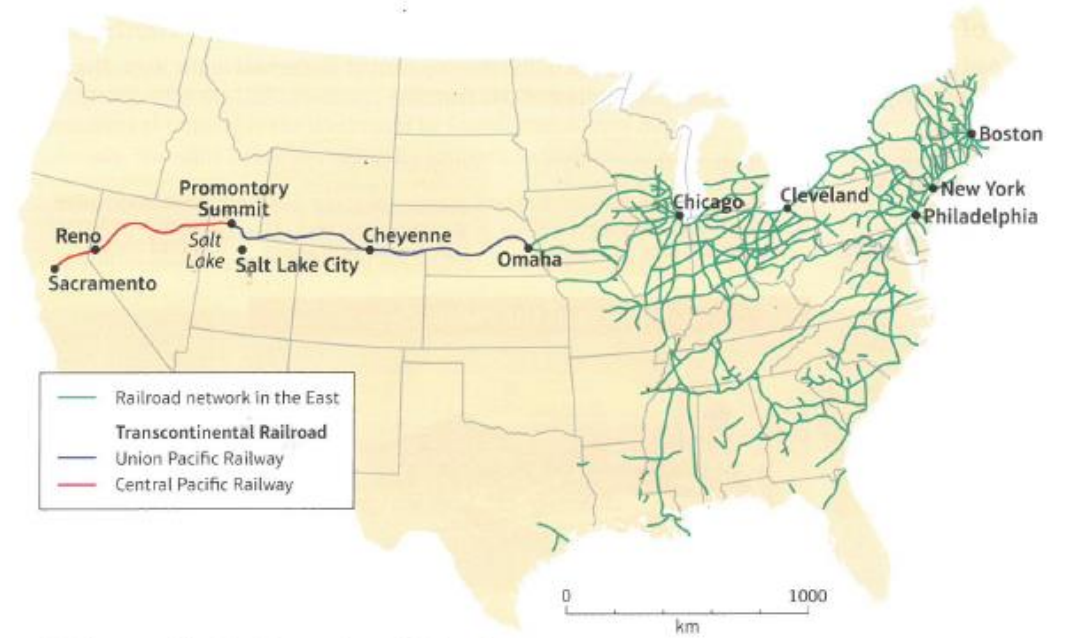 Boston
Promontory
Summit
New York
Cleveland
Chicago
Philadelphia
Reno
Salt
Lake
Cheyenne
Omaha
Salt Lake City
Sacramento
Railroad network in the East
Transcontinental Railroad
Union Pacific Railway
Central Pacific Railway
0 1000
km